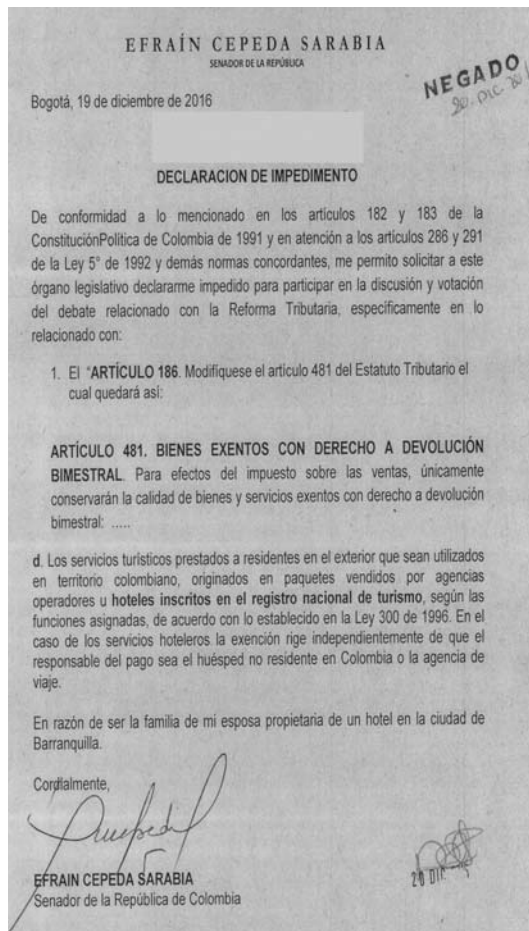 EFRAÍN CEPEDA SARABIA
SENADOR DE LA REPÚBLICA
NEGADO
20. DIC. 201
Bogotá, 19 de diciembre de 2016
DECLARACION DE IMPEDIMENTO
De conformidad a lo mencionado en los artículos 182 y 183 de la
ConstituciónPolítica de Colombia de 1991 y en atención a los artículos 286 y 291
de la Ley 5° de 1992 y demás normas concordantes, me permito solicitar a este
órgano legislativo declararme impedido para participar en la discusión y votación
del debate relacionado con la Reforma Tributaria, específicamente en lo
relacionado con:
1. El "ARTÍCULO 186. Modifíquese el artículo 481 del Estatuto Tributario el
cual quedará así:
ARTÍCULO 481. BIENES EXENTOS CON DERECHO A DEVOLUCIÓN
BIMESTRAL. Para efectos del impuesto sobre las ventas, únicamente
conservarán la calidad de bienes y servicios exentos con derecho a devolución
bimestral: .....
d. Los servicios turísticos prestados a residentes en el exterior que sean utilizados
en territorio colombiano, originados en paquetes vendidos por agencias
operadores u hoteles inscritos en el registro nacional de turismo, según las
funciones asignadas, de acuerdo con lo establecido en la Ley 300 de 1996. En el
caso de los servicios hoteleros la exención rige independientemente de que el
responsable del pago sea el huésped no residente en Colombia o la agencia de
viaje.
En razón de ser la familia de mi esposa propietaria de un hotel en la ciudad de
Barranquilla.
Cordialmente,
EFRAIN CEPEDA SARABIA
Senador de la República de Colombia
20 DIC